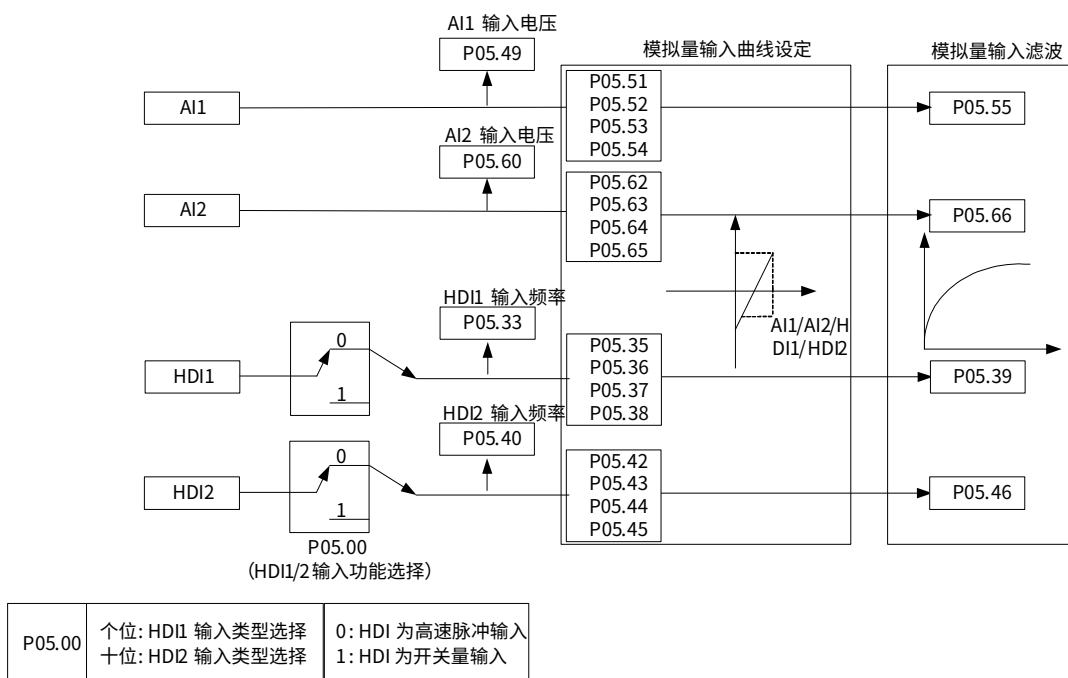 AI1 输入电压
P05.49
模拟量输入曲线设定
模拟量输入滤波
AI1
P05.51
P05.52
P05.53
P05.54
P05.55
AI2 输入电压
P05.60
AI2
P05.62
P05.63
P05.64
P05.65
P05.66
AI1/AI2/H
DI1/HDI2
HDI1 输入频率
P05.33
HDI1
0
1
P05.35
P05.36
P05.37
P05.38
P05.39
HDI2 输入频率
P05.40
HDI2
0
1
P05.42
P05.43
P05.44
P05.45
P05.46
P05.00
（HDI1/2输入功能选择）
P05.00
个位: HDI1 输入类型选择
十位: HDI2 输入类型选择
0: HDI 为高速脉冲输入
1: HDI 为开关量输入